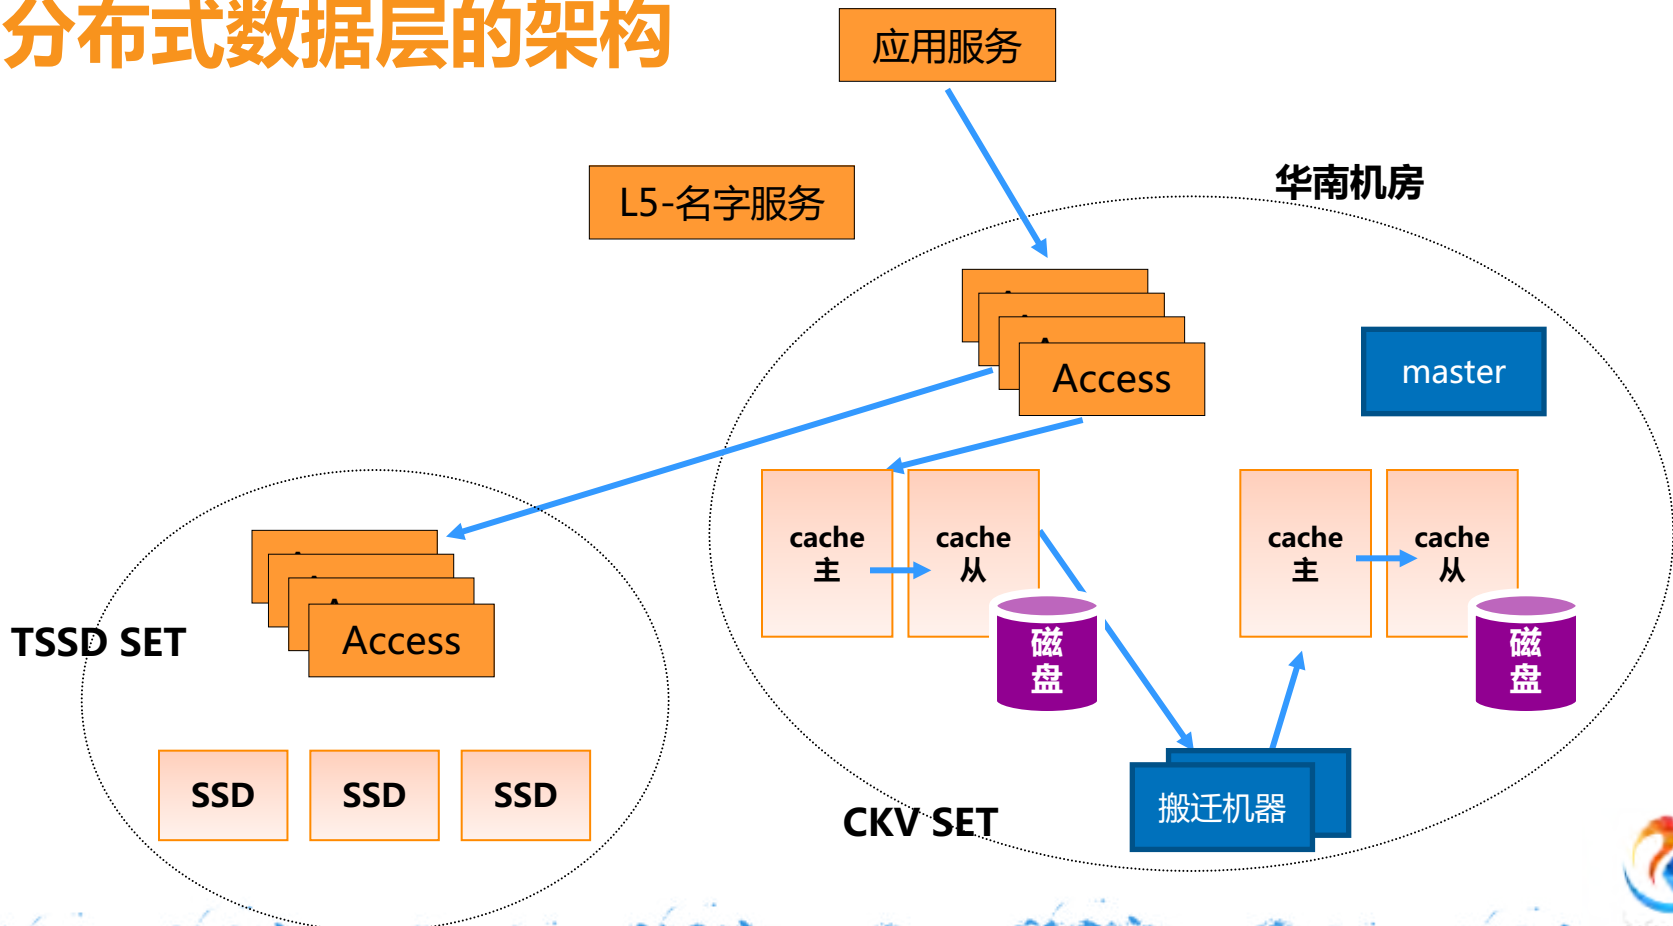 分布式数据层的架构
应用服务
L5-名字服务
华南机房
Access
master
cache
主
cache
从
磁
盘
cache
主
cache
从
磁
盘
TSSD SET
Access
SSD
SSD
SSD
CKV SET
搬迁机器